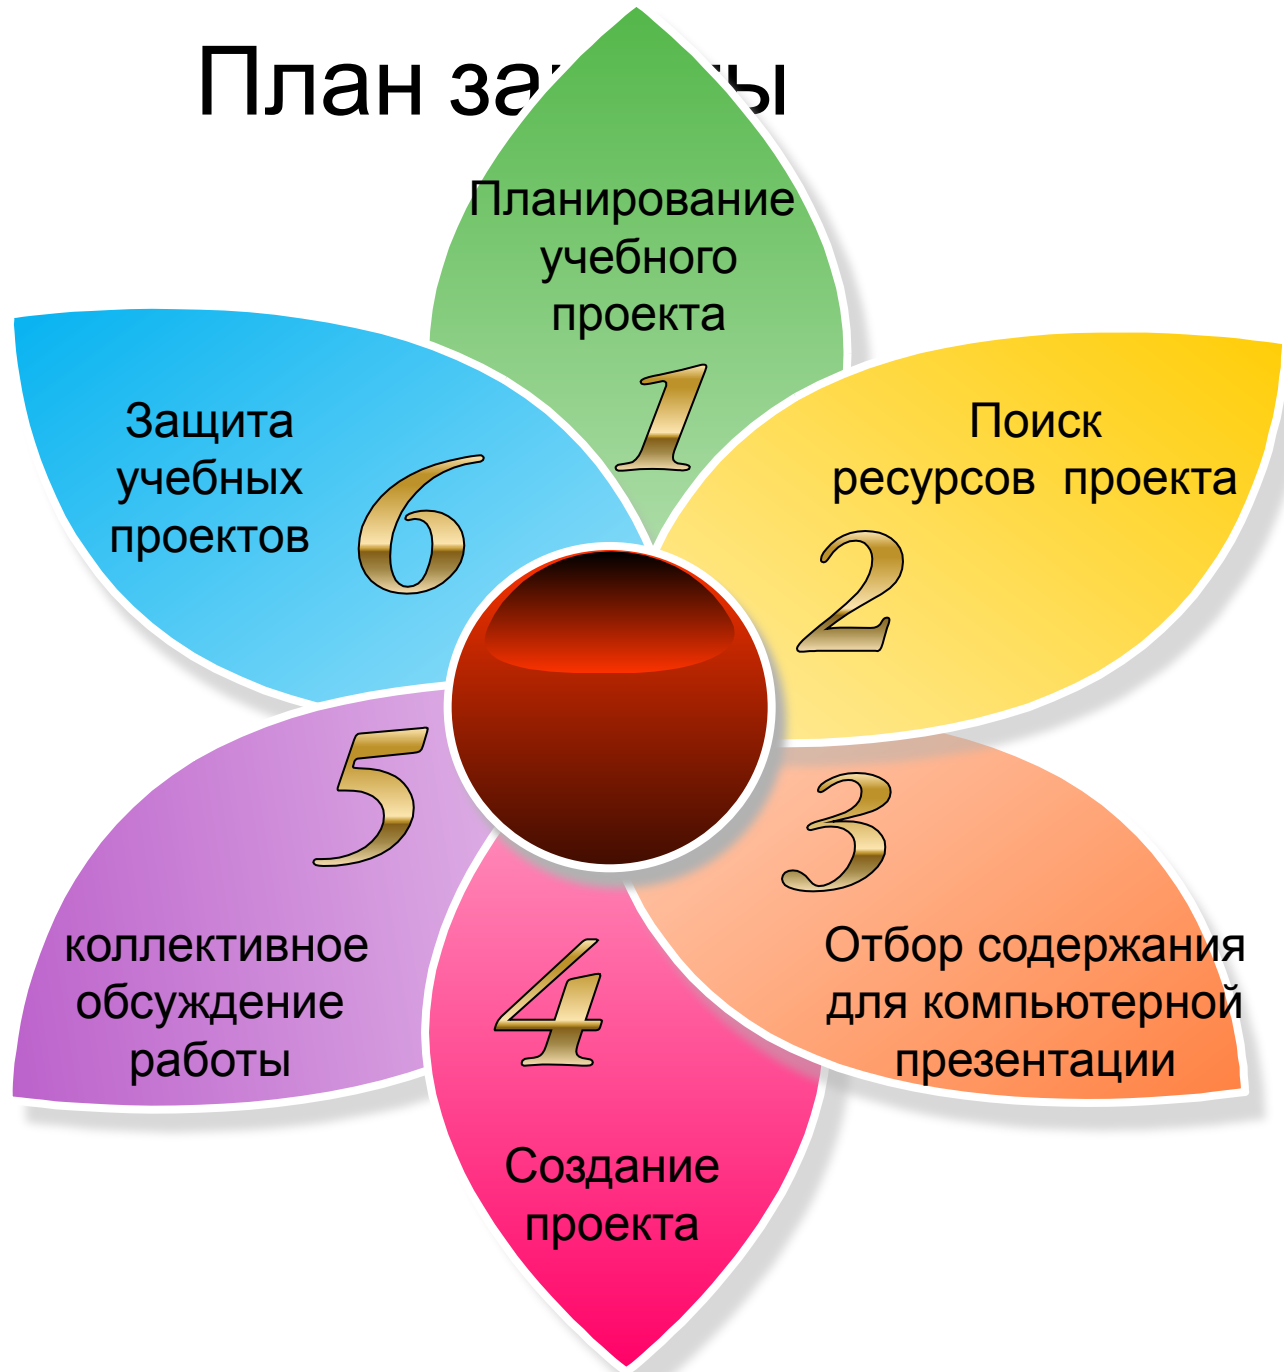 План
Планирование
учебного
проекта
1
Поиск
ресурсов проекта
2
3
Отбор содержания
для компьютерной
презентации
4
Создание
проекта
5
коллективное
обсуждение
работы
6
Защита
учебных
проектов